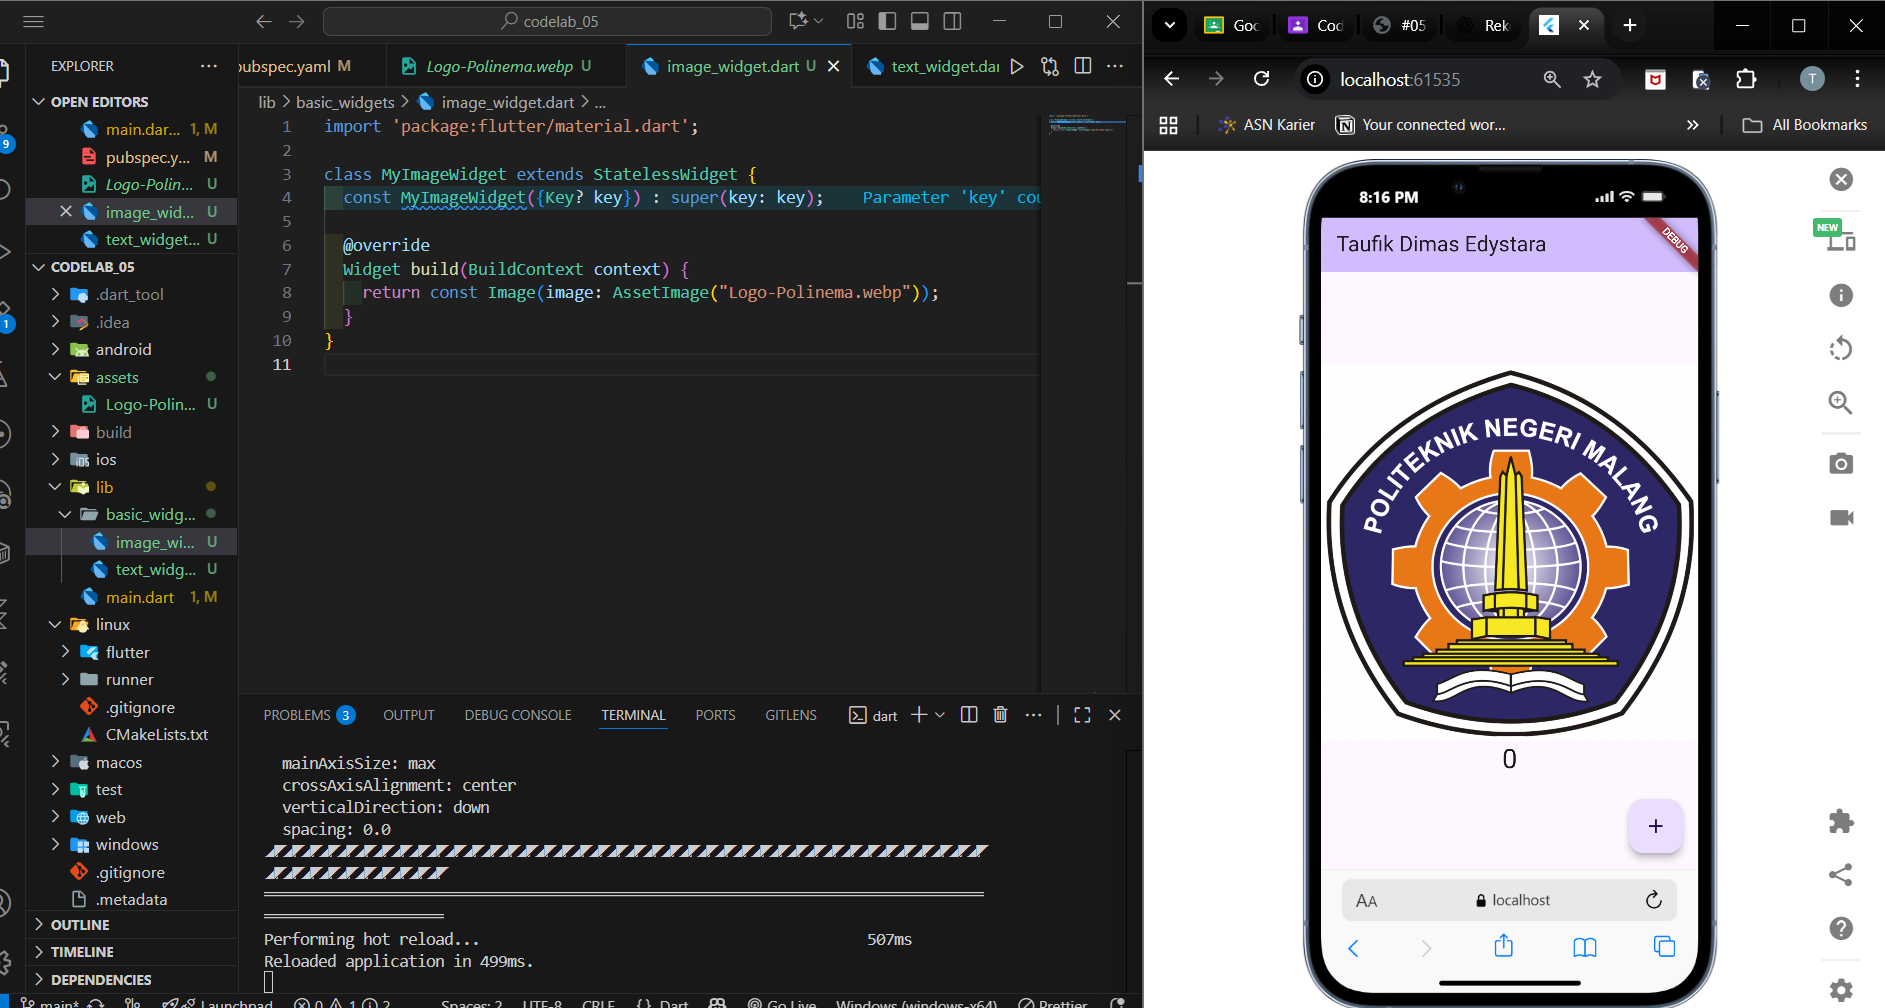 codelab_05
EXPLORER
OPEN EDITORS
main.dar... 1, M
pubspec.y... M
Logo-Polin... U
image_wid... U
text_widget... U
CODELAB_05
.dart_tool
.idea
android
assets
Logo-Polin... U
build
ios
lib
basic_widg...
image_wi... U
text_widg... U
main.dart 1, M
linux
flutter
runner
.gitignore
CMakeLists.txt
macos
test
web
windows
.gitignore
.metadata
OUTLINE
TIMELINE
DEPENDENCIES
9
1
pubspec.yaml M
Logo-Polinema.webp U
image_widget.dart U
text_widget.dar
lib > basic_widgets > image_widget.dart > ...
1 import 'package:flutter/material.dart';
2
3 class MyImageWidget extends StatelessWidget {
4 const MyImageWidget({Key? key}) : super(key: key); Parameter 'key' cou
5
6 @override
7 Widget build(BuildContext context) {
8 return const Image(image: AssetImage("Logo-Polinema.webp"));
9 }
10 }
11
PROBLEMS 3
OUTPUT
DEBUG CONSOLE
TERMINAL
PORTS
GITLENS
dart
mainAxisSize: max
crossAxisAlignment: center
verticalDirection: down
spacing: 0.0
Performing hot reload... 507ms
Reloaded application in 499ms.
main*
Launchpad
0 1 2
Spaces: 2
UTF-8
CRLF
{} Dart
Go Live
Windows (windows-x64)
Prettier
Goo
Cod
#05
Rek
localhost:61535
T
ASN Karier
Your connected wor...
All Bookmarks
8:16 PM
Taufik Dimas Edystara
DEBUG
POLITEKNIK NEGERI MALANG
0
+
AA
localhost
NEW